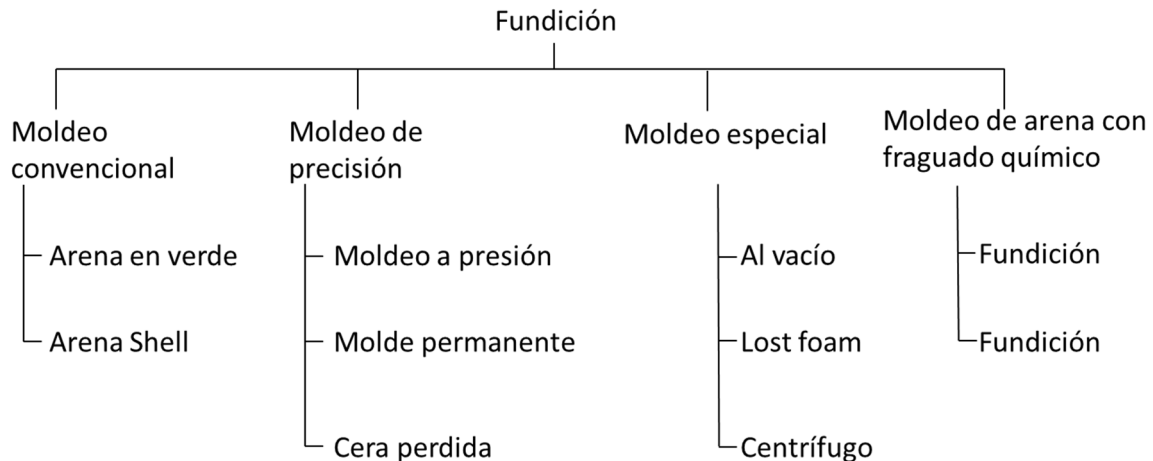 Fundición
Moldeo
convencional
Arena en verde
Arena Shell
Moldeo de
precisión
Moldeo a presión
Molde permanente
Cera perdida
Moldeo especial
Al vacío
Lost foam
Centrífugo
Moldeo de arena con
fraguado químico
Fundición
Fundición